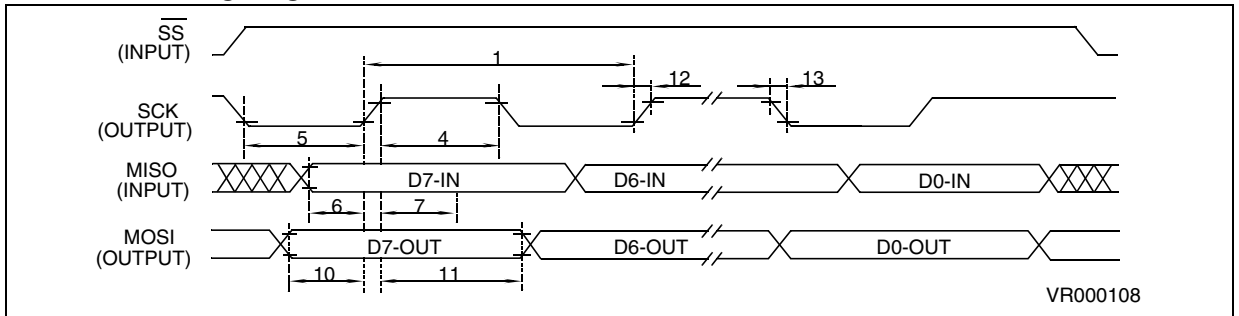 SS
(INPUT)
1
12
13
SCK
(OUTPUT)
5
4
MISO
(INPUT)
D7-IN
D6-IN
D0-IN
6
7
MOSI
(OUTPUT)
D7-OUT
D6-OUT
D0-OUT
10
11
VR000108